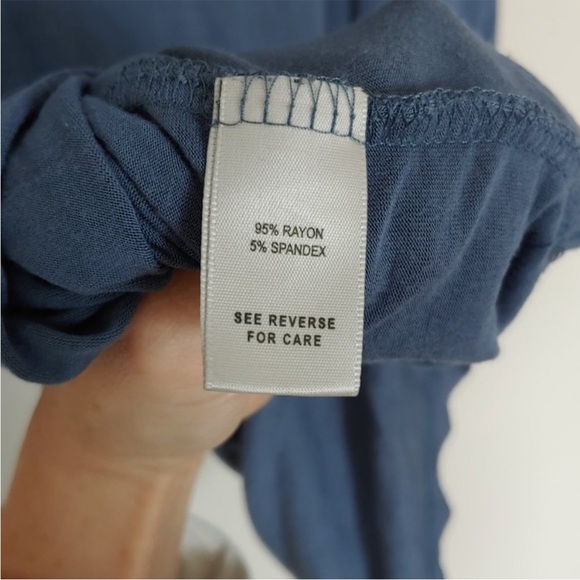 95% RAYON
5% SPANDEX
SEE REVERSE
FOR CARE